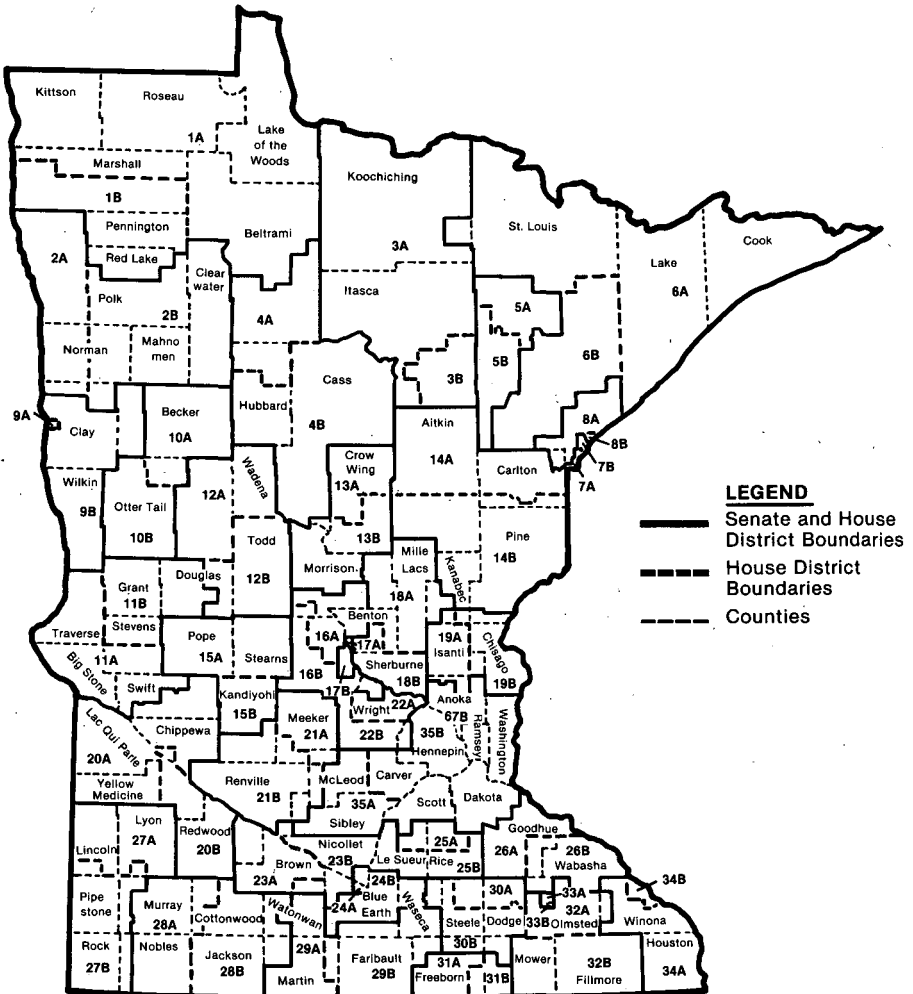 Kittson
Roseau
1A
Lake
of the
Woods
Marshall
1B
Pennington
Red Lake
Beltrami
Koochiching
3A
St. Louis
Cook
Lake
6A
2A
Clear
water
Polk
2B
Itasca
4A
5A
Norman
Mahno
men
3B
5B
6B
Cass
Hubbard
4B
Aitkin
9A
Clay
Becker
10A
8A
8B
7B
7A
Crow
Wing
13A
14A
Carlton
Wilkin
9B
Otter Tail
10B
12A
Wadena
LEGEND
Senate and House
District Boundaries
House District
Boundaries
Counties
Todd
12B
13B
Morrison
Mille
Lacs
18A
Kanabec
Pine
14B
Grant
11B
Douglas
Benton
16A
17A
19A
Isanti
Chisago
19B
Traverse
Stevens
11A
Pope
15A
Stearns
16B
17B
Sherburne
18B
Big Stone
Swift
Kandiyohi
15B
Wright
22A
22B
Anoka
67B
35B
Hennepin
Ramsey
Washington
Meeker
21A
Lac Qui Parle
20A
Chippewa
Yellow
Medicine
Renville
21B
McLeod
Carver
35A
Sibley
Scott
Dakota
Lyon
27A
Lincoln
Redwood
20B
Nicollet
23B
Brown
23A
Le Sueur
Rice
25A
25B
Goodhue
26A
26B
Wabasha
24B
24A
Blue
Earth
Waseca
30A
Steele
Dodge
30B
33A
33B
32A
Olmsted
34B
Winona
Pipe
stone
Murray
28A
Cottonwood
Watonwan
Rock
27B
Nobles
Jackson
28B
29A
Martin
Faribault
29B
31A
Freeborn
31B
Mower
32B
Fillmore
Houston
34A